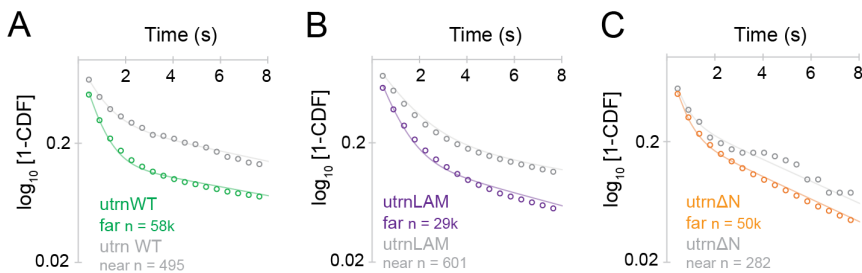 A
Time (s)
2 4 6 8
log10 [1-CDF]
0.2
0.02
utrnWT
far n = 58k
utrn WT
near n = 495
B
Time (s)
2 4 6 8
log10 [1-CDF]
0.2
0.02
utrnLAM
far n = 29k
utrnLAM
near n = 601
C
Time (s)
2 4 6 8
log10 [1-CDF]
0.2
0.02
utrnΔN
far n = 50k
utrnΔN
near n = 282